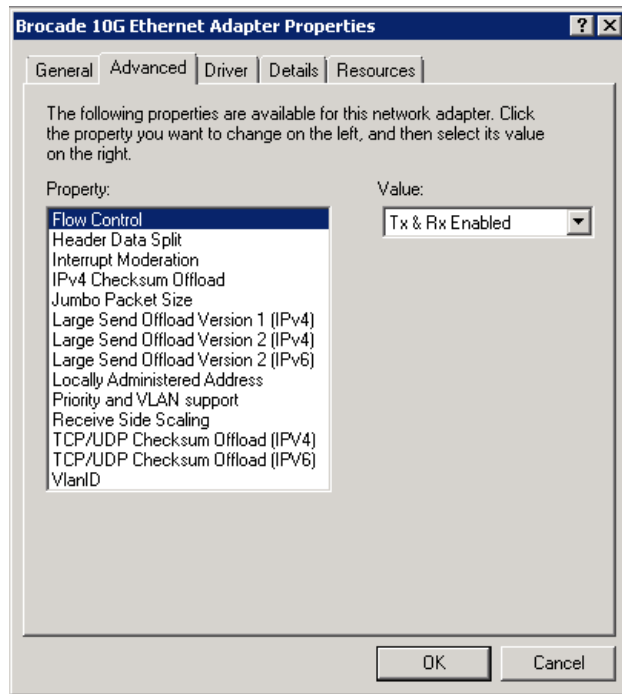 Brocade 10G Ethernet Adapter Properties
General Advanced Driver Details Resources
The following properties are available for this network adapter. Click
the property you want to change on the left, and then select its value
on the right.
Property:
Value:
Flow Control
Tx & Rx Enabled
Header Data Split
Interrupt Moderation
IPv4 Checksum Offload
Jumbo Packet Size
Large Send Offload Version 1 (IPv4)
Large Send Offload Version 2 (IPv4)
Large Send Offload Version 2 (IPv6)
Locally Administered Address
Priority and VLAN support
Receive Side Scaling
TCP/UDP Checksum Offload (IPV4)
TCP/UDP Checksum Offload (IPV6)
VlanID
OK
Cancel